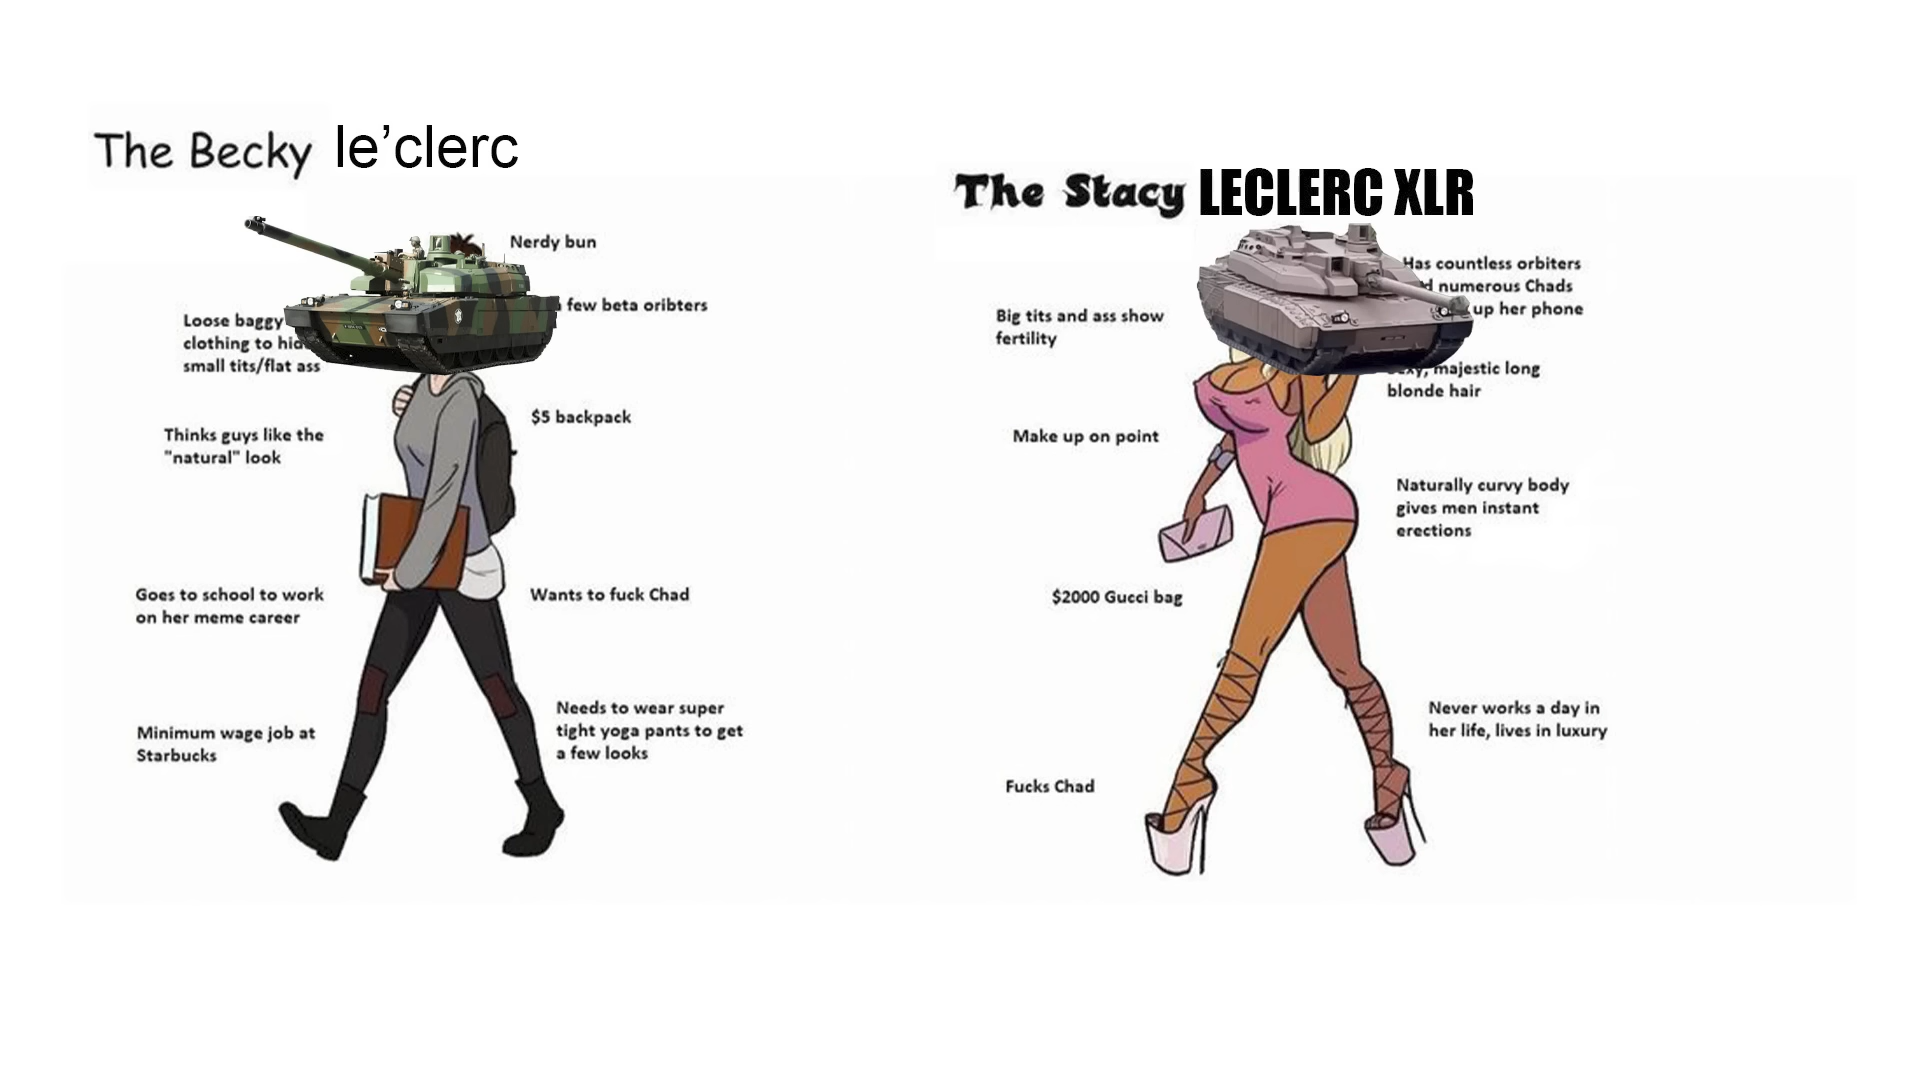 The Becky le’clerc
Nerdy bun
few beta oribters
Loose baggy
clothing to hid
small tits/flat ass
$5 backpack
Thinks guys like the
"natural" look
Goes to school to work
on her meme career
Wants to fuck Chad
Needs to wear super
tight yoga pants to get
a few looks
Minimum wage job at
Starbucks
The Stacy LECLERC XLR
Has countless orbiters
numerous Chads
up her phone
Big tits and ass show
fertility
majestic long
blonde hair
Make up on point
Naturally curvy body
gives men instant
erections
$2000 Gucci bag
Never works a day in
her life, lives in luxury
Fucks Chad